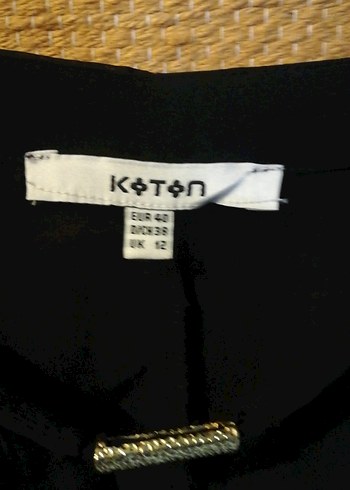 KOTON
EUR 40
D/CH 38
UK 12